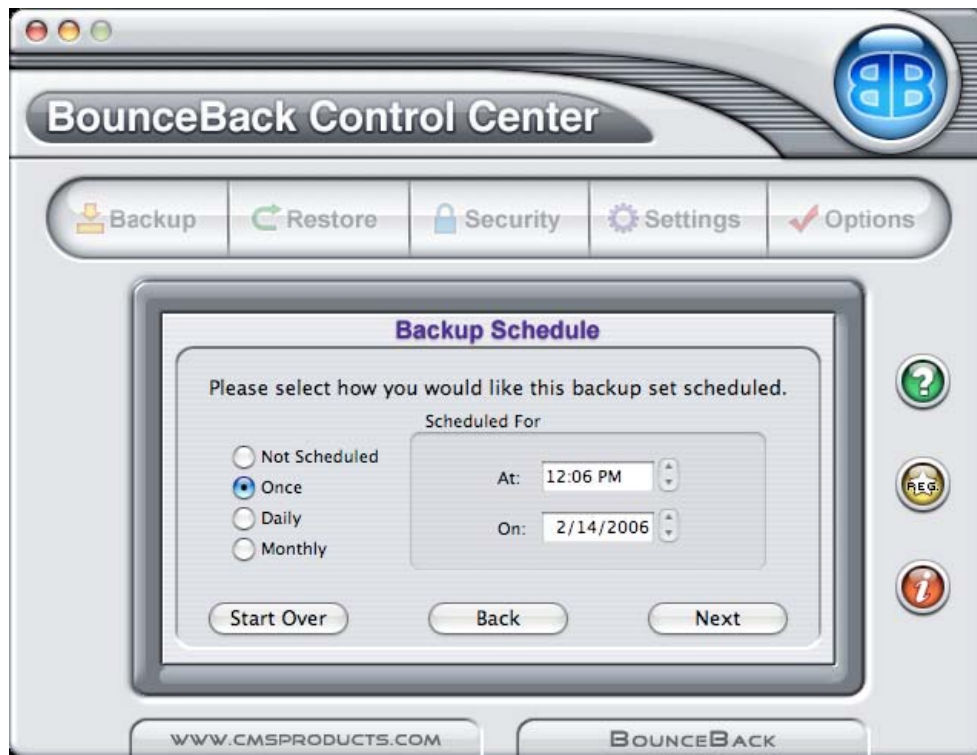 BB
BounceBack Control Center
Backup Restore Security Settings Options
Backup Schedule
Please select how you would like this backup set scheduled.
Scheduled For
Not Scheduled
Once
Daily
Monthly
At: 12:06 PM
On: 2/14/2006
Start Over Back Next
?
REG.
i
WWW.CMSPRODUCTS.COM BOUNCEBACK